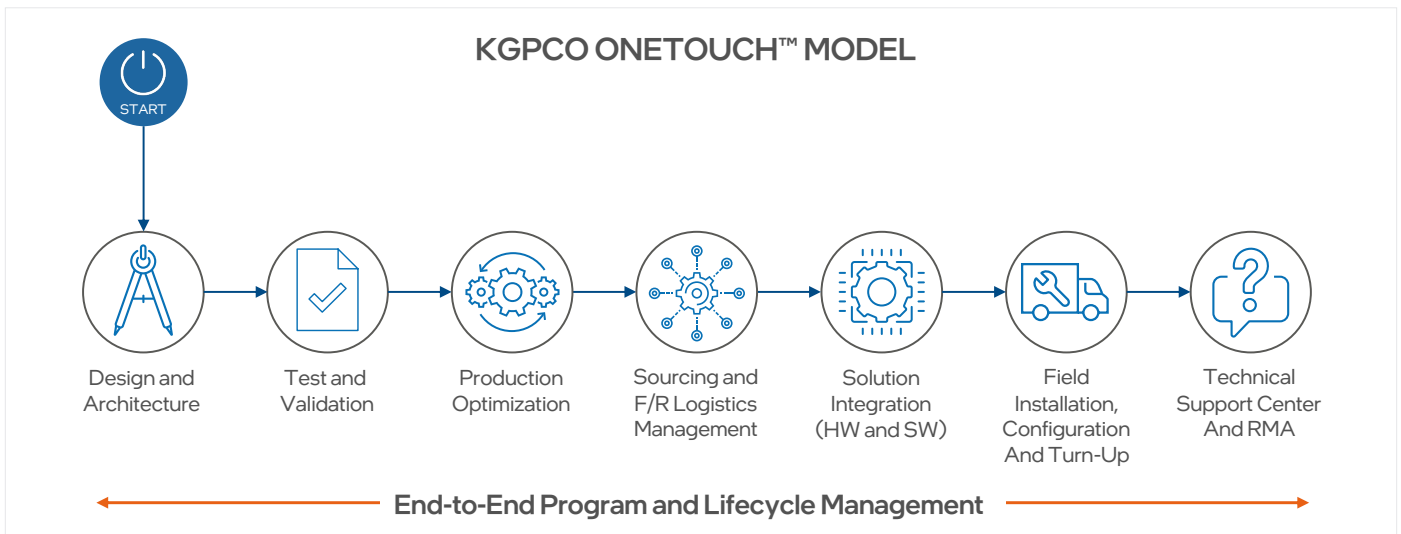 KGPCO ONETOUCH™ MODEL
START
Design and
Architecture
Test and
Validation
Production
Optimization
Sourcing and
F/R Logistics
Management
Solution
Integration
(HW and SW)
Field
Installation,
Configuration
And Turn-Up
Technical
Support Center
And RMA
End-to-End Program and Lifecycle Management